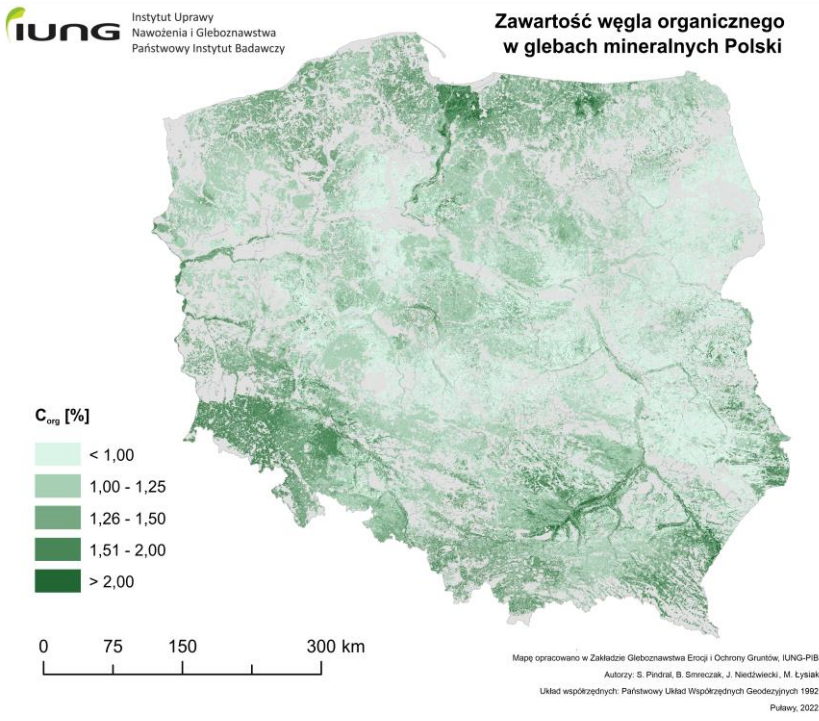 IUNG
Instytut Uprawy
Nawożenia i Gleboznawstwa
Państwowy Instytut Badawczy
Zawartość węgla organicznego
w glebach mineralnych Polski
Corg [%]
< 1,00
1,00 - 1,25
1,26 - 1,50
1,51 - 2,00
> 2,00
0 75 150 300 km
Mapę opracowano w Zakładzie Gleboznawstwa Erocji i Ochrony Gruntów, IUNG-PIB
Autorzy: S. Pindral, B. Smreczak, J. Niedźwiecki, M. Łysiak
Układ współrzędnych: Państwowy Układ Współrzędnych Geodezyjnych 1992
Puławy, 2022